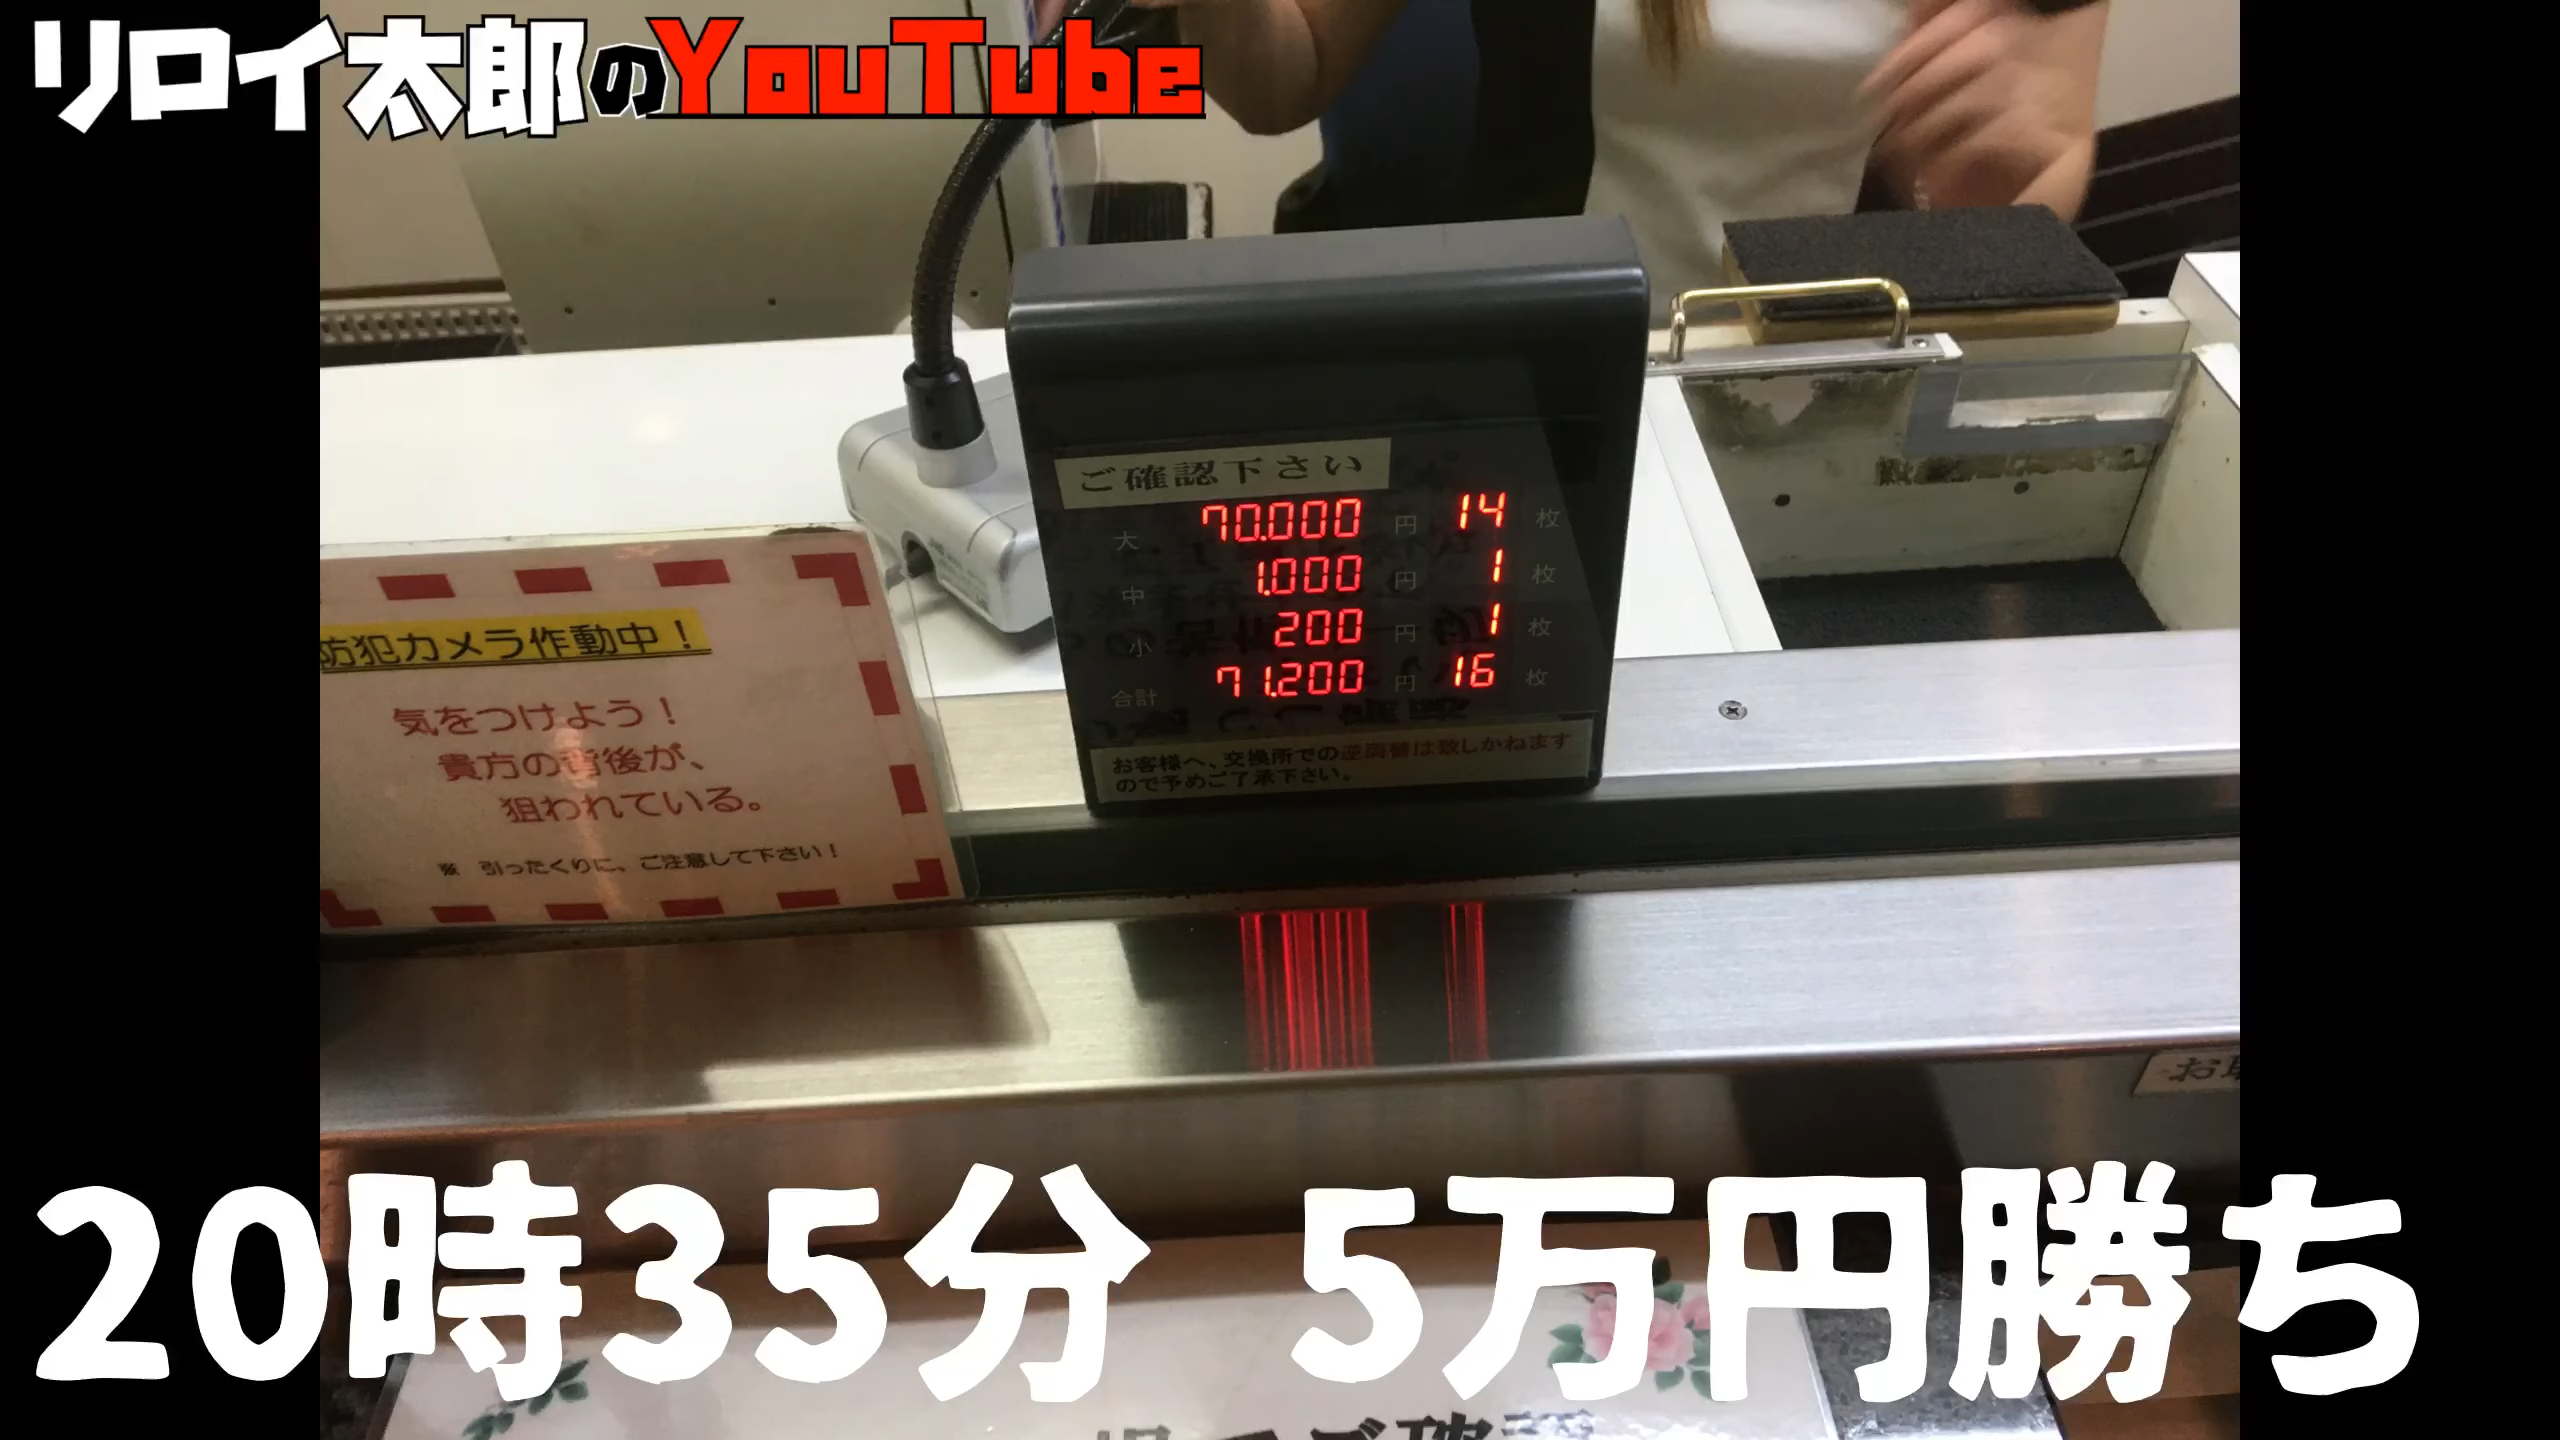 リロイ太郎のYouTube
ご確認下さい
大 70.000 円 14 枚
中 1.000 円 1 枚
小 200 円 1 枚
合計 71.200 円 16 枚
お客様へ、交換所での逆両替は致しかねます
ので予めご了承下さい。
防犯カメラ作動中！
気をつけよう！
貴方の背後が、
狙われている。
※ 引ったくりに、ご注意して下さい！
20時35分 5万円勝ち